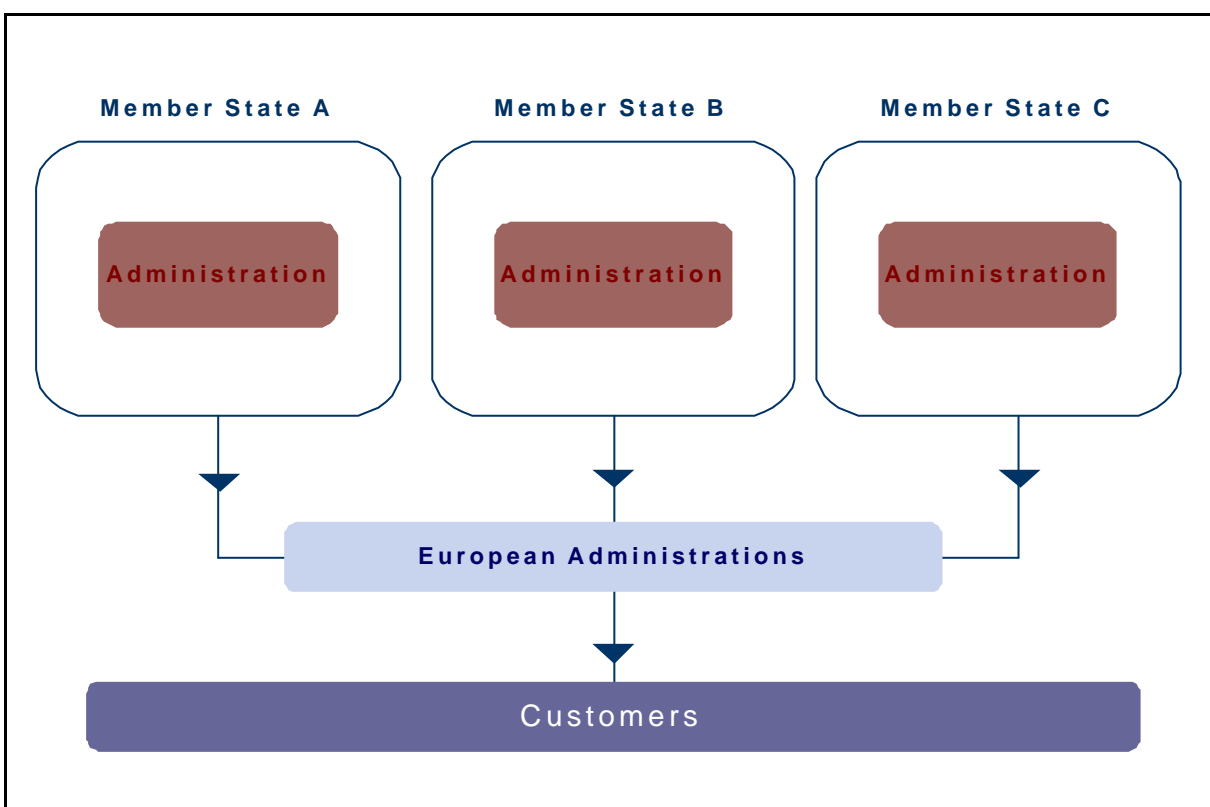 Member State A
Member State B
Member State C
Administration
Administration
Administration
European Administrations
Customers